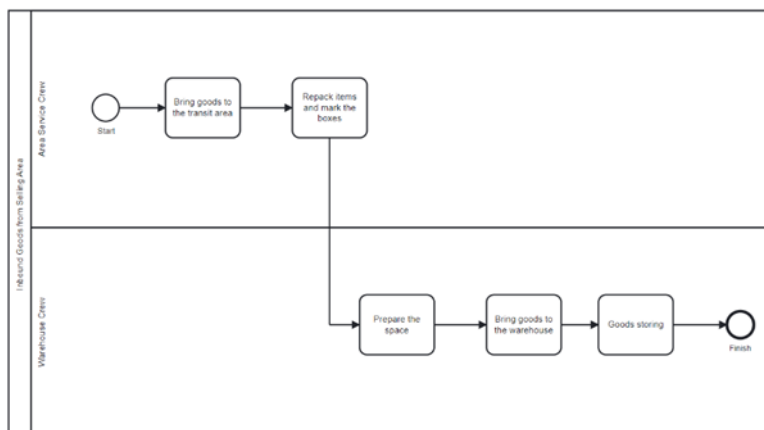 Inbound Goods from Selling Area
Area Service Crew
Start
Bring goods to
the transit area
Repack items
and mark the
boxes
Warehouse Crew
Prepare the
space
Bring goods to
the warehouse
Goods storing
Finish